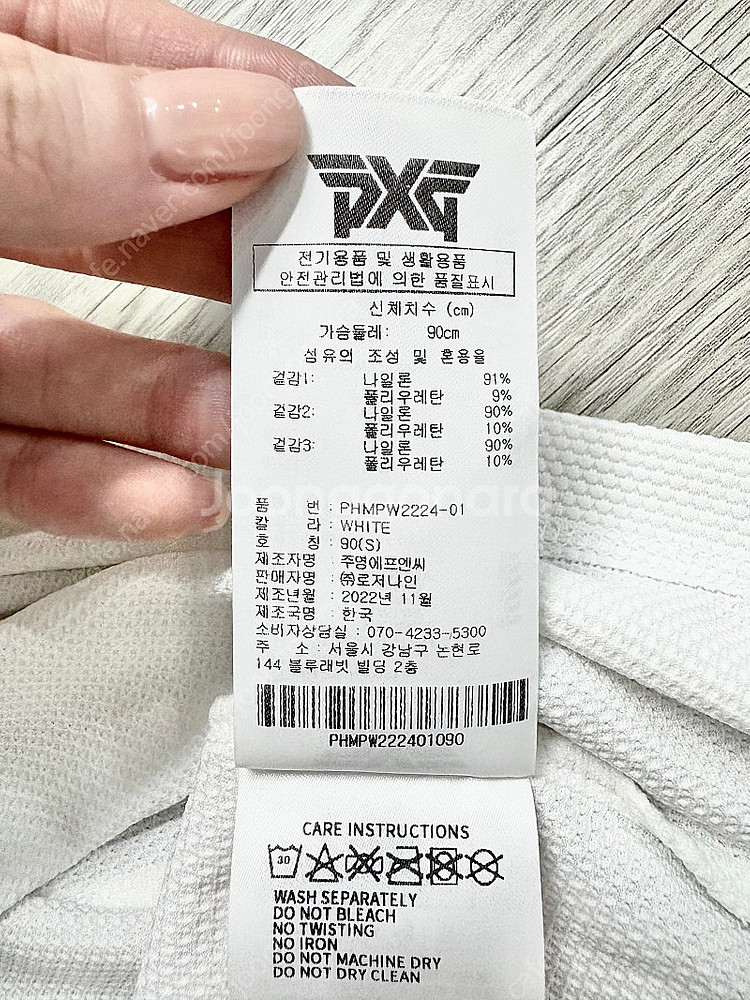 PXG
전기용품 및 생활용품
안전관리법에 의한 품질표시
신체치수 (cm)
가슴둘레: 90cm
섬유의 조성 및 혼용율
겉감1: 나일론 91%
폴리우레탄 9%
겉감2: 나일론 90%
폴리우레탄 10%
겉감3: 나일론 90%
폴리우레탄 10%
품 번 : PHMPW2224-01
칼 라 : WHITE
호 칭 : 90(S)
제조자명 : 주영에프엔씨
판매자명 : ㈜로저나인
제조년월 : 2022년 11월
제조국명 : 한국
소비자상담실 : 070-4233-5300
주 소 : 서울시 강남구 논현로
144 블루래빗 빌딩 2층
PHMPW222401090
CARE INSTRUCTIONS
30
WASH SEPARATELY
DO NOT BLEACH
NO TWISTING
NO IRON
DO NOT MACHINE DRY
DO NOT DRY CLEAN
Joonggonara